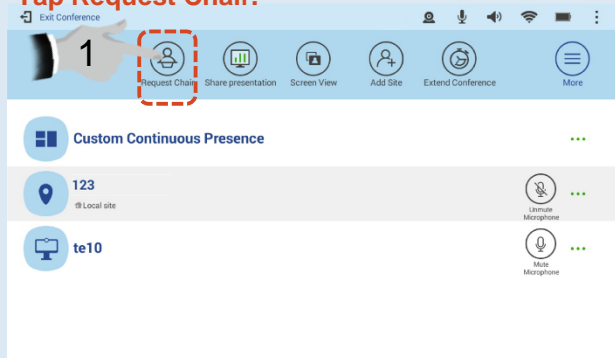 Tap Request Chair.
Exit Conference
1
Request Chair
Share presentation
Screen View
Add Site
Extend Conference
More
Custom Continuous Presence
123
Local site
Unmute
Microphone
te10
Mute
Microphone